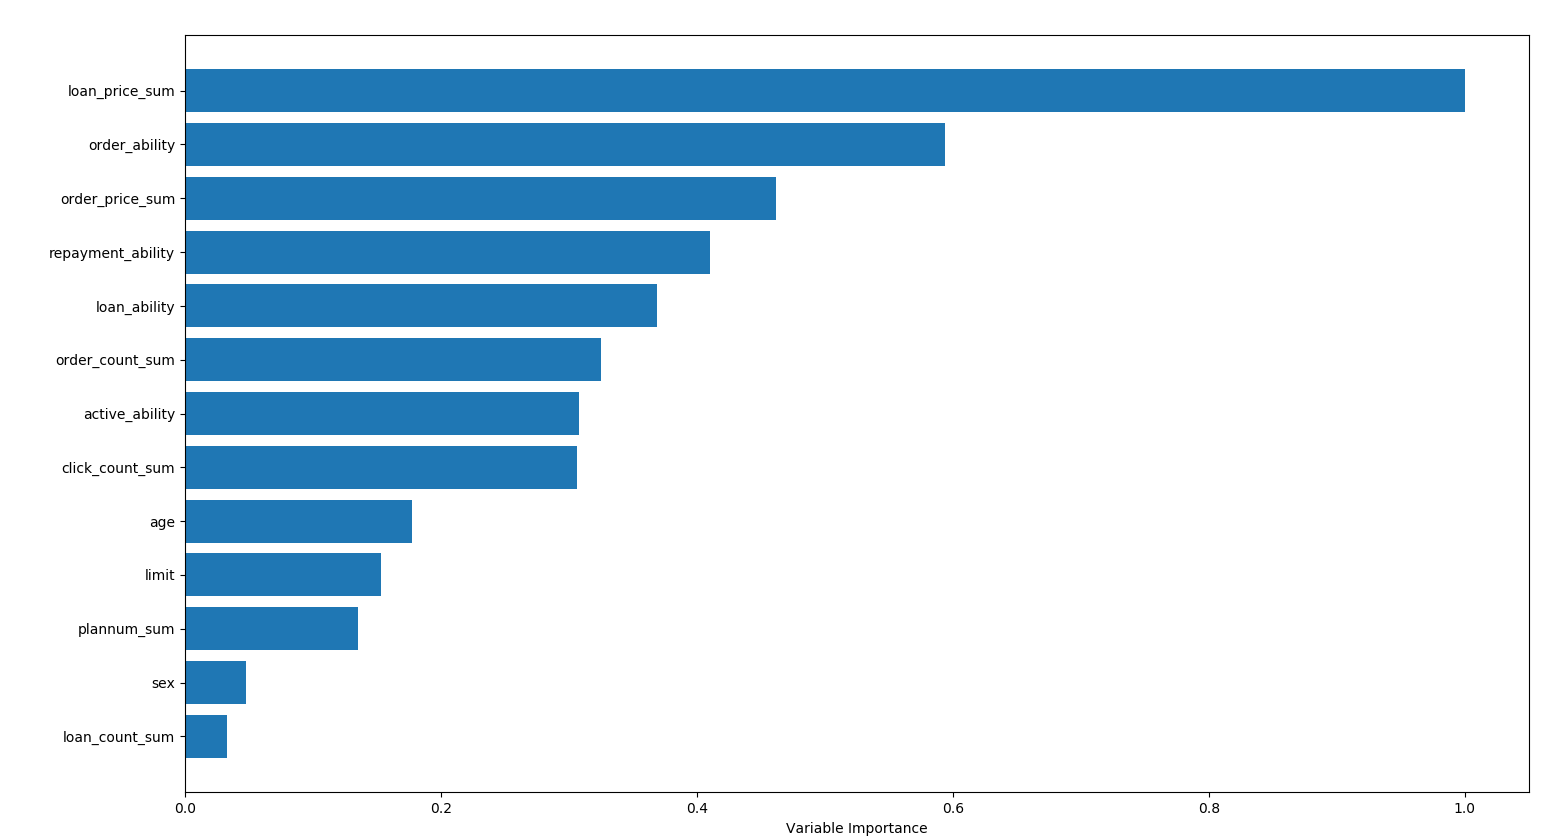 loan_price_sum
order_ability
order_price_sum
repayment_ability
loan_ability
order_count_sum
active_ability
click_count_sum
age
limit
plannum_sum
sex
loan_count_sum
0.0 0.2 0.4 0.6 0.8 1.0
Variable Importance